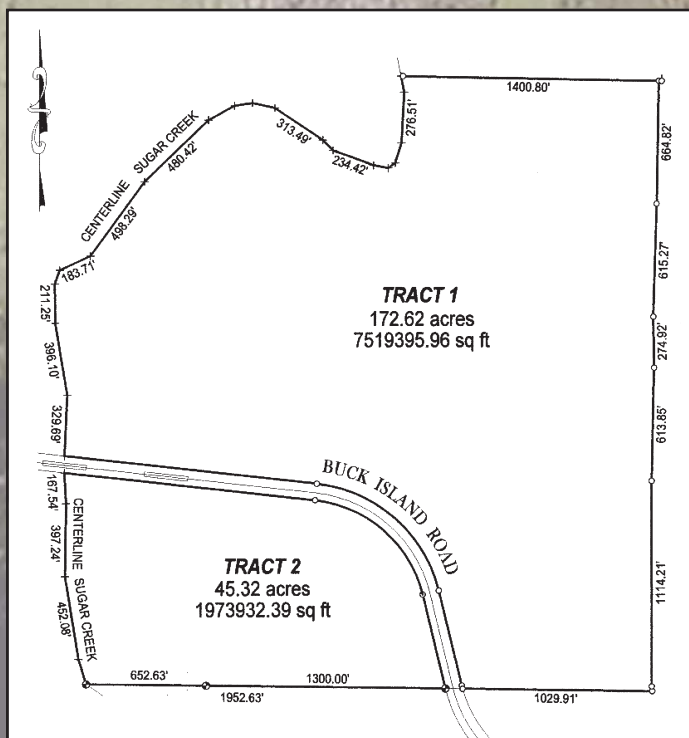 1400.80'
276.51'
664.82'
313.49'
234.42'
CENTERLINE SUGAR CREEK
480.42'
498.29'
183.71'
211.25'
615.27'
TRACT 1
172.62 acres
7519395.96 sq ft
274.92'
396.10'
329.69'
613.85'
BUCK ISLAND ROAD
167.54'
CENTERLINE SUGAR CREEK
397.24'
TRACT 2
45.32 acres
1973932.39 sq ft
1114.21'
452.08'
652.63'
1300.00'
1952.63'
1029.91'